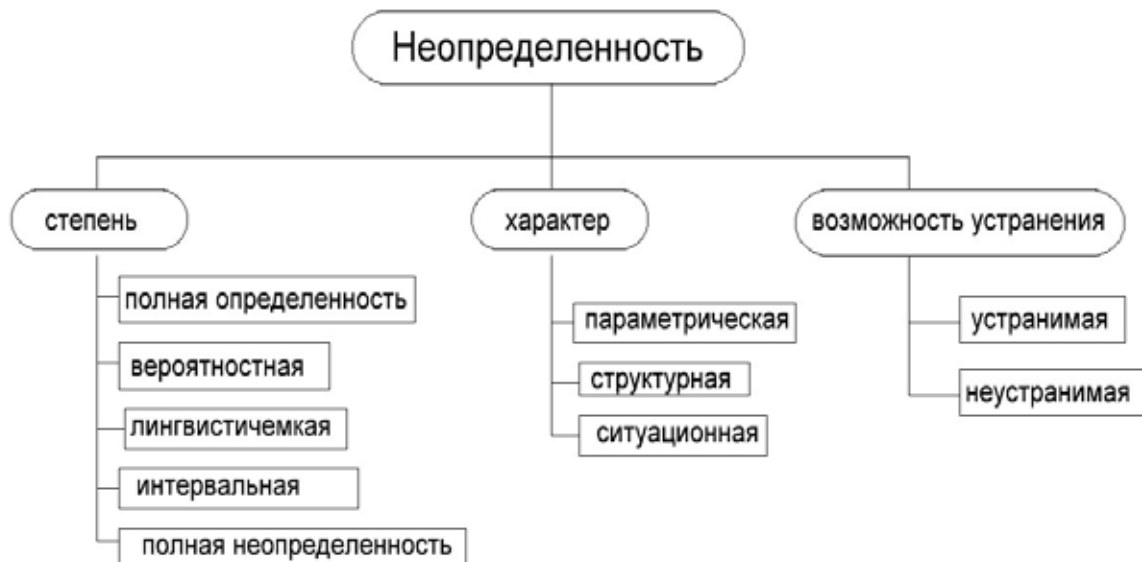 Неопределенность
степень
полная определенность
вероятностная
лингвистичемкая
интервальная
полная неопределенность
характер
параметрическая
структурная
ситуационная
возможность устранения
устранимая
неустранимая